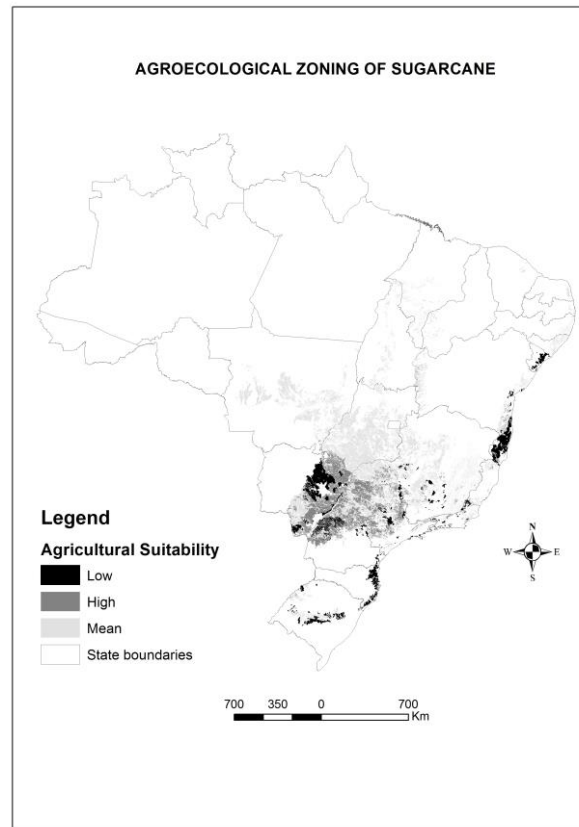 AGROECOLOGICAL ZONING OF SUGARCANE
Legend
Agricultural Suitability
Low
High
Mean
State boundaries
N
W E
S
700 350 0 700
Km